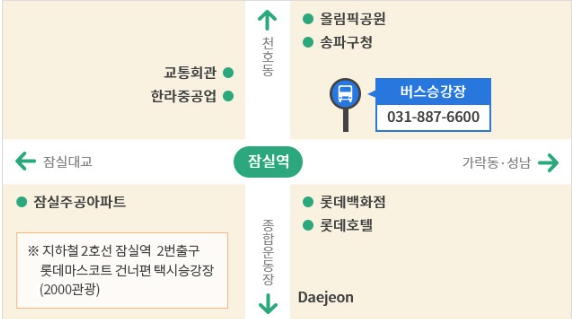 올림픽공원
송파구청
천호동
교통회관
한라중공업
버스승강장
031-887-6600
잠실대교
잠실역
가락동·성남
잠실주공아파트
롯데백화점
롯데호텔
종합운동장
※ 지하철 2호선 잠실역 2번출구
롯데마스코트 건너편 택시승강장
(2000관광)
Daejeon